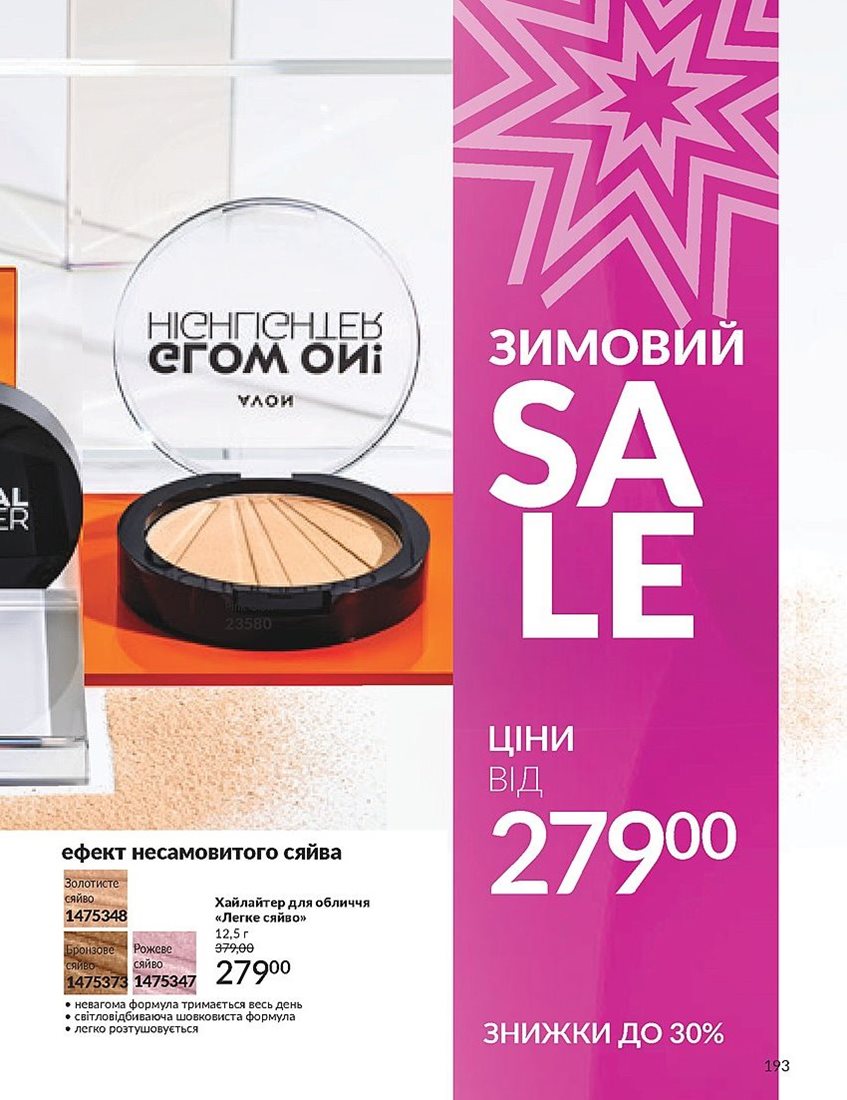 HIGHLIGHTER
GLOW ON!
AVON
AL
ER
23580
ЗИМОВИЙ
SA
LE
ЦІНИ
ВІД
279⁰⁰
ЗНИЖКИ ДО 30%
ефект несамовитого сяйва
Золотисте
сяйво
1475348
Бронзове
сяйво
1475373
Рожеве
сяйво
1475347
Хайлайтер для обличчя
«Легке сяйво»
12,5 г
379,00
279⁰⁰
• невагома формула тримається весь день
• світловідбиваюча шовковиста формула
• легко розтушовується
193